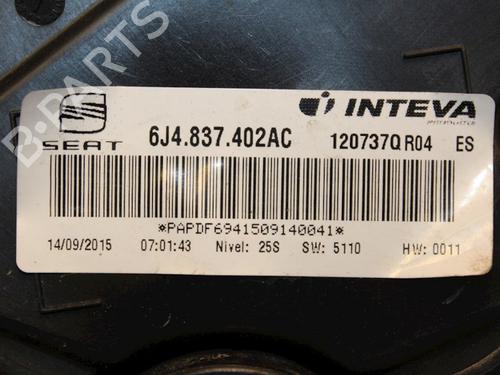 B-PARTS
SEAT
INTEVA
6J4.837.402AC
120737Q R04 ES
*PAPDF6941509140041*
14/09/2015 07:01:43 Nivel: 25S SW: 5110 HW: 0011